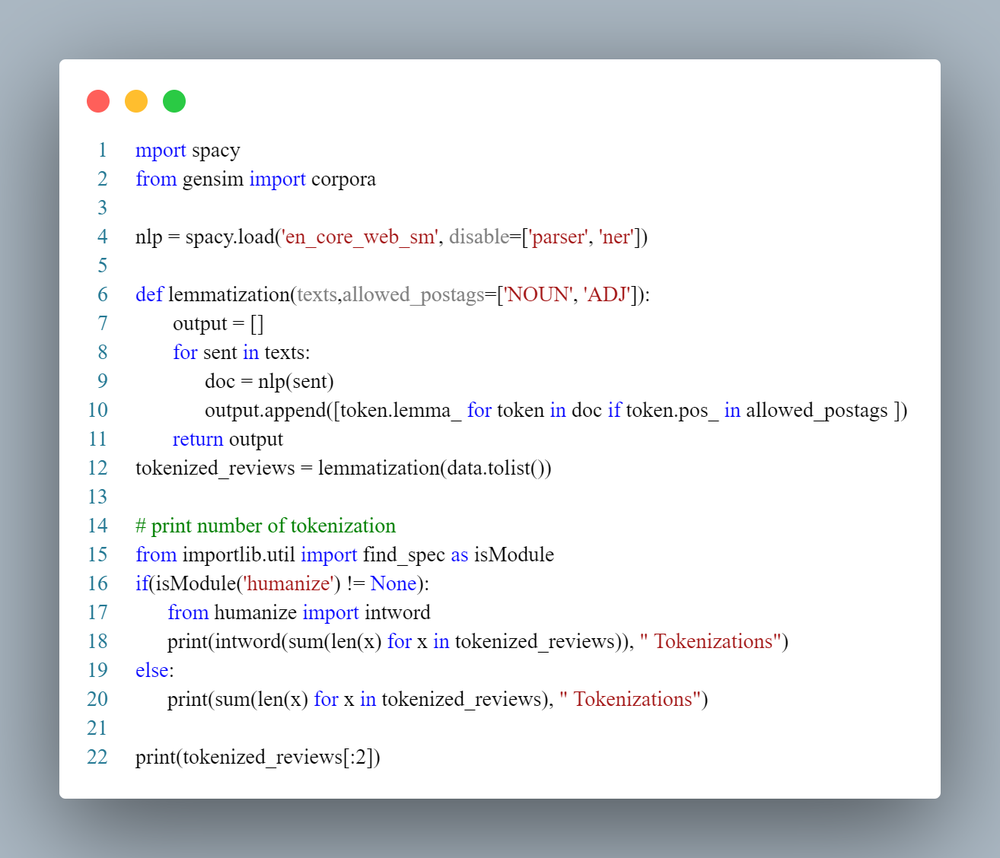 1 mport spacy
2 from gensim import corpora
3
4 nlp = spacy.load('en_core_web_sm', disable=['parser', 'ner'])
5
6 def lemmatization(texts,allowed_postags=['NOUN', 'ADJ']):
7 output = []
8 for sent in texts:
9 doc = nlp(sent)
10 output.append([token.lemma_ for token in doc if token.pos_ in allowed_postags ])
11 return output
12 tokenized_reviews = lemmatization(data.tolist())
13
14 # print number of tokenization
15 from importlib.util import find_spec as isModule
16 if(isModule('humanize') != None):
17 from humanize import intword
18 print(intword(sum(len(x) for x in tokenized_reviews)), " Tokenizations")
19 else:
20 print(sum(len(x) for x in tokenized_reviews), " Tokenizations")
21
22 print(tokenized_reviews[:2])